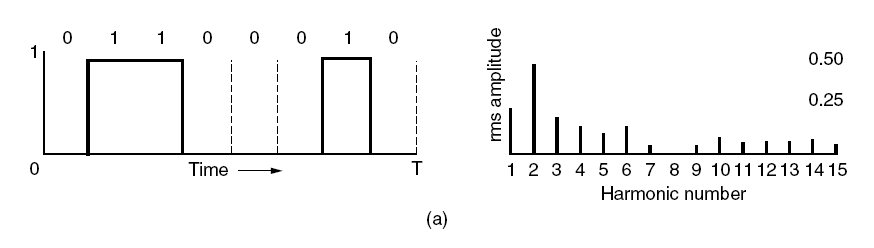 0 1 1 0 0 0 1 0
1
0
Time
T
rms amplitude
0.50
0.25
1 2 3 4 5 6 7 8 9 10 11 12 13 14 15
Harmonic number
(a)